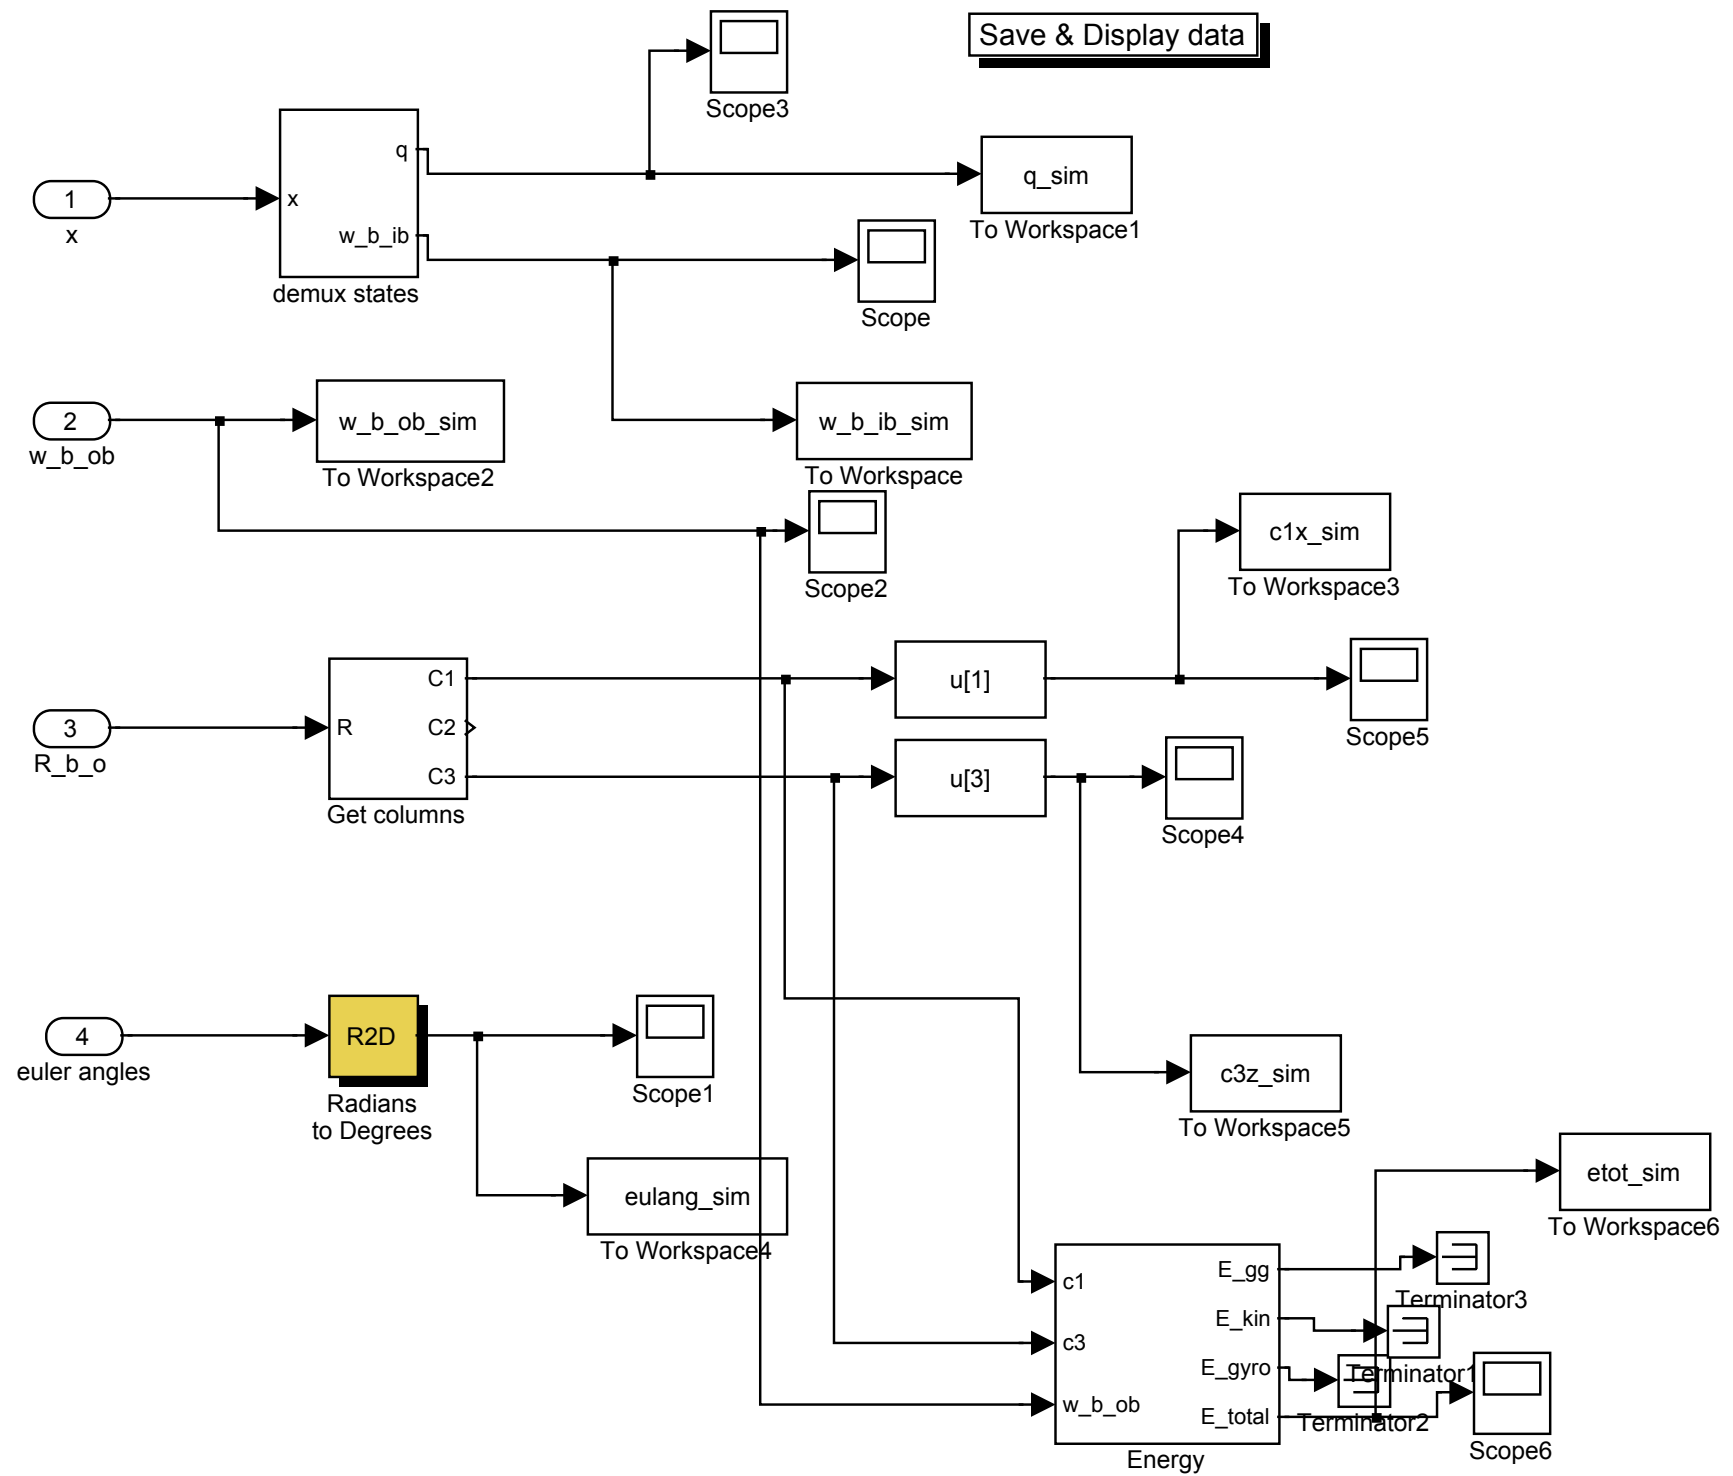 Save & Display data
Scope3
q
1
x
x
q_sim
To Workspace1
w_b_ib
demux states
Scope
2
w_b_ob
w_b_ob_sim
To Workspace2
w_b_ib_sim
To Workspace
Scope2
c1x_sim
To Workspace3
C1
u[1]
Scope5
3
R_b_o
R
C2
C3
Get columns
u[3]
Scope4
4
euler angles
R2D
Radians
to Degrees
Scope1
c3z_sim
To Workspace5
eulang_sim
To Workspace4
etot_sim
To Workspace6
c1
c3
w_b_ob
E_gg
E_kin
E_gyro
E_total
Energy
Terminator3
Terminator1
Terminator2
Scope6